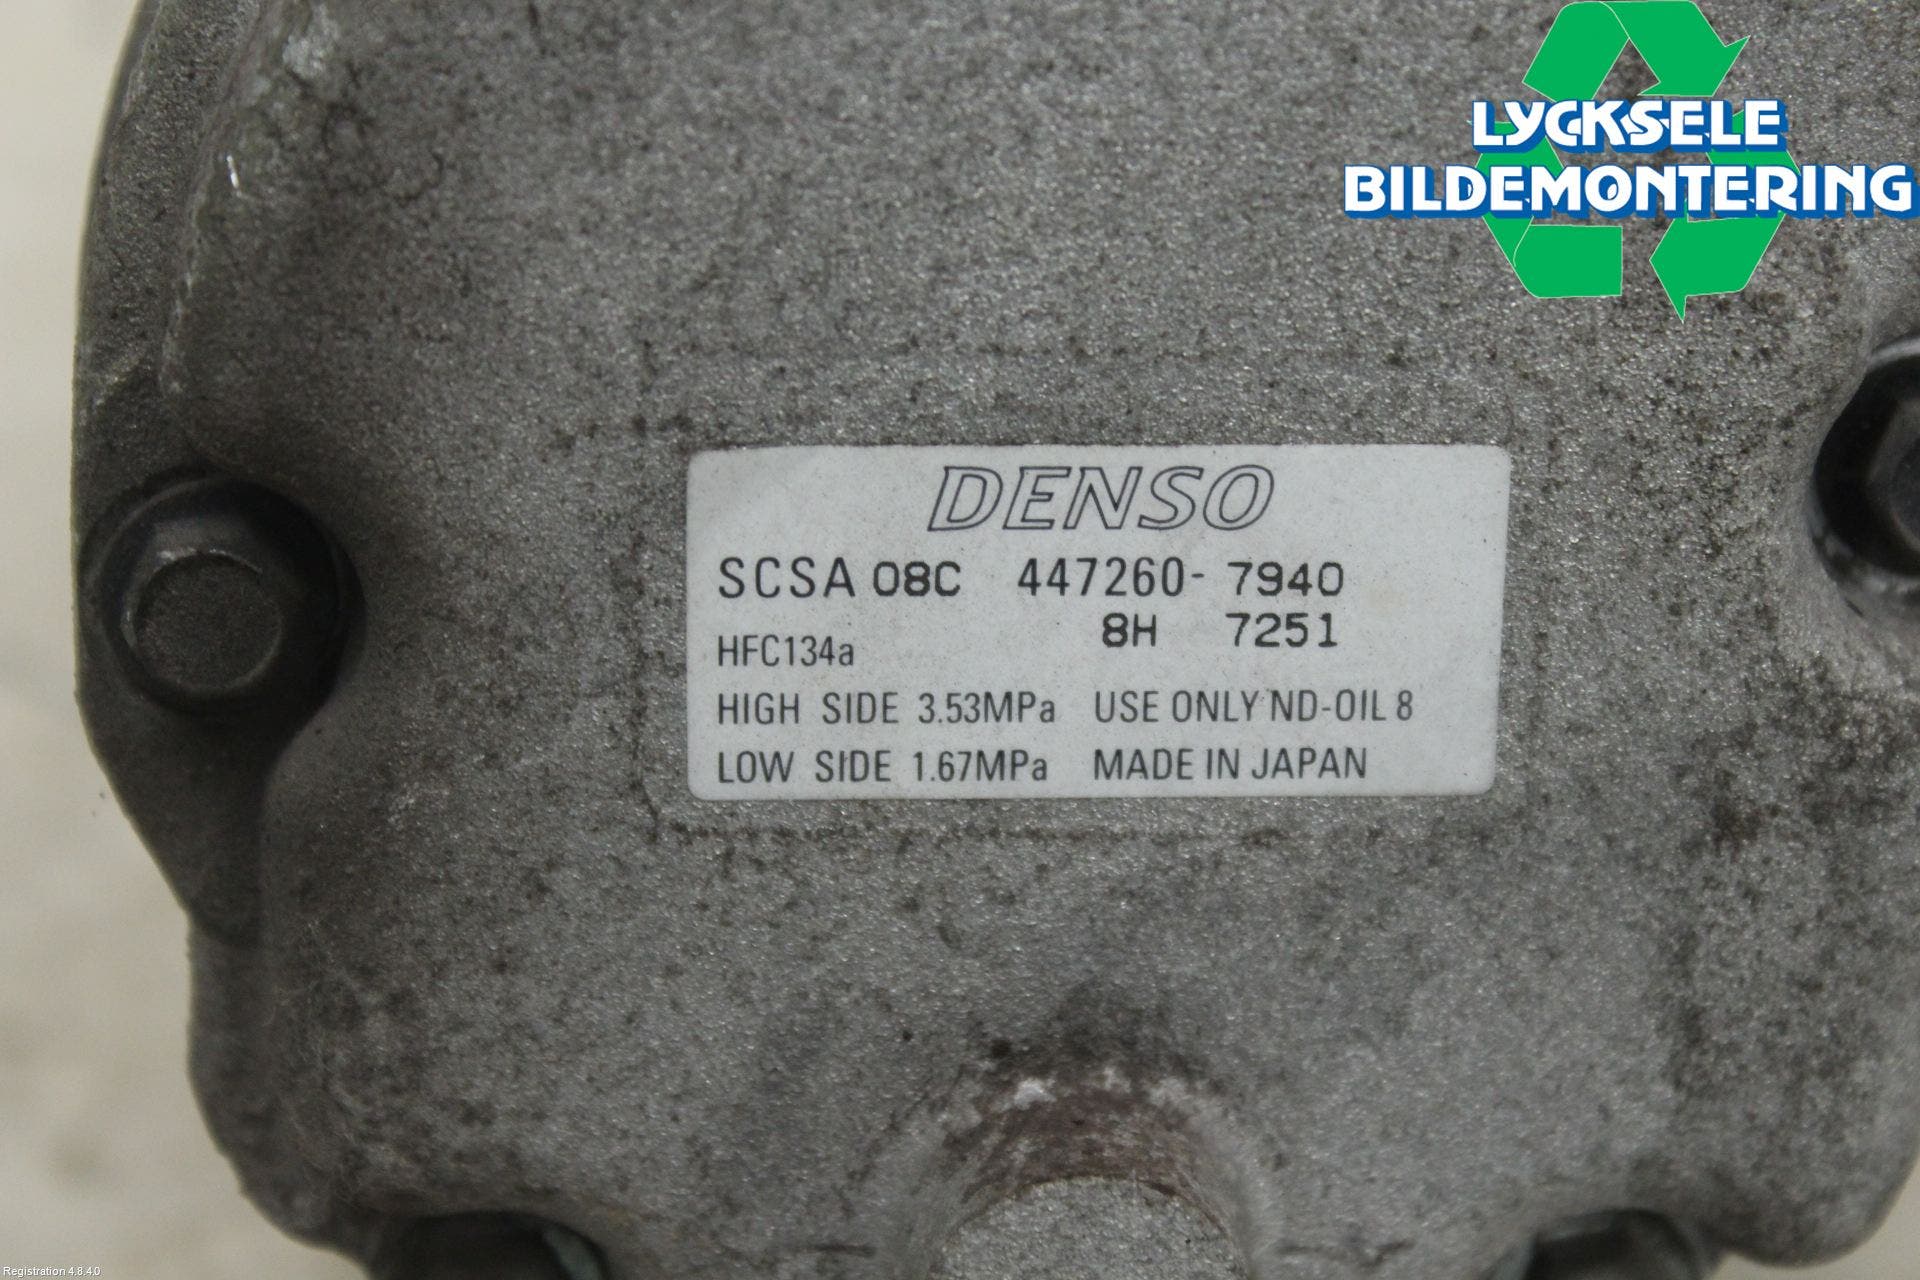 LYCKSELE
BILDEMONTERING
DENSO
SCSA 08C 447260-7940
8H 7251
HFC134a
HIGH SIDE 3.53MPa USE ONLY ND-OIL 8
LOW SIDE 1.67MPa MADE IN JAPAN
Registration 4.8.4.0